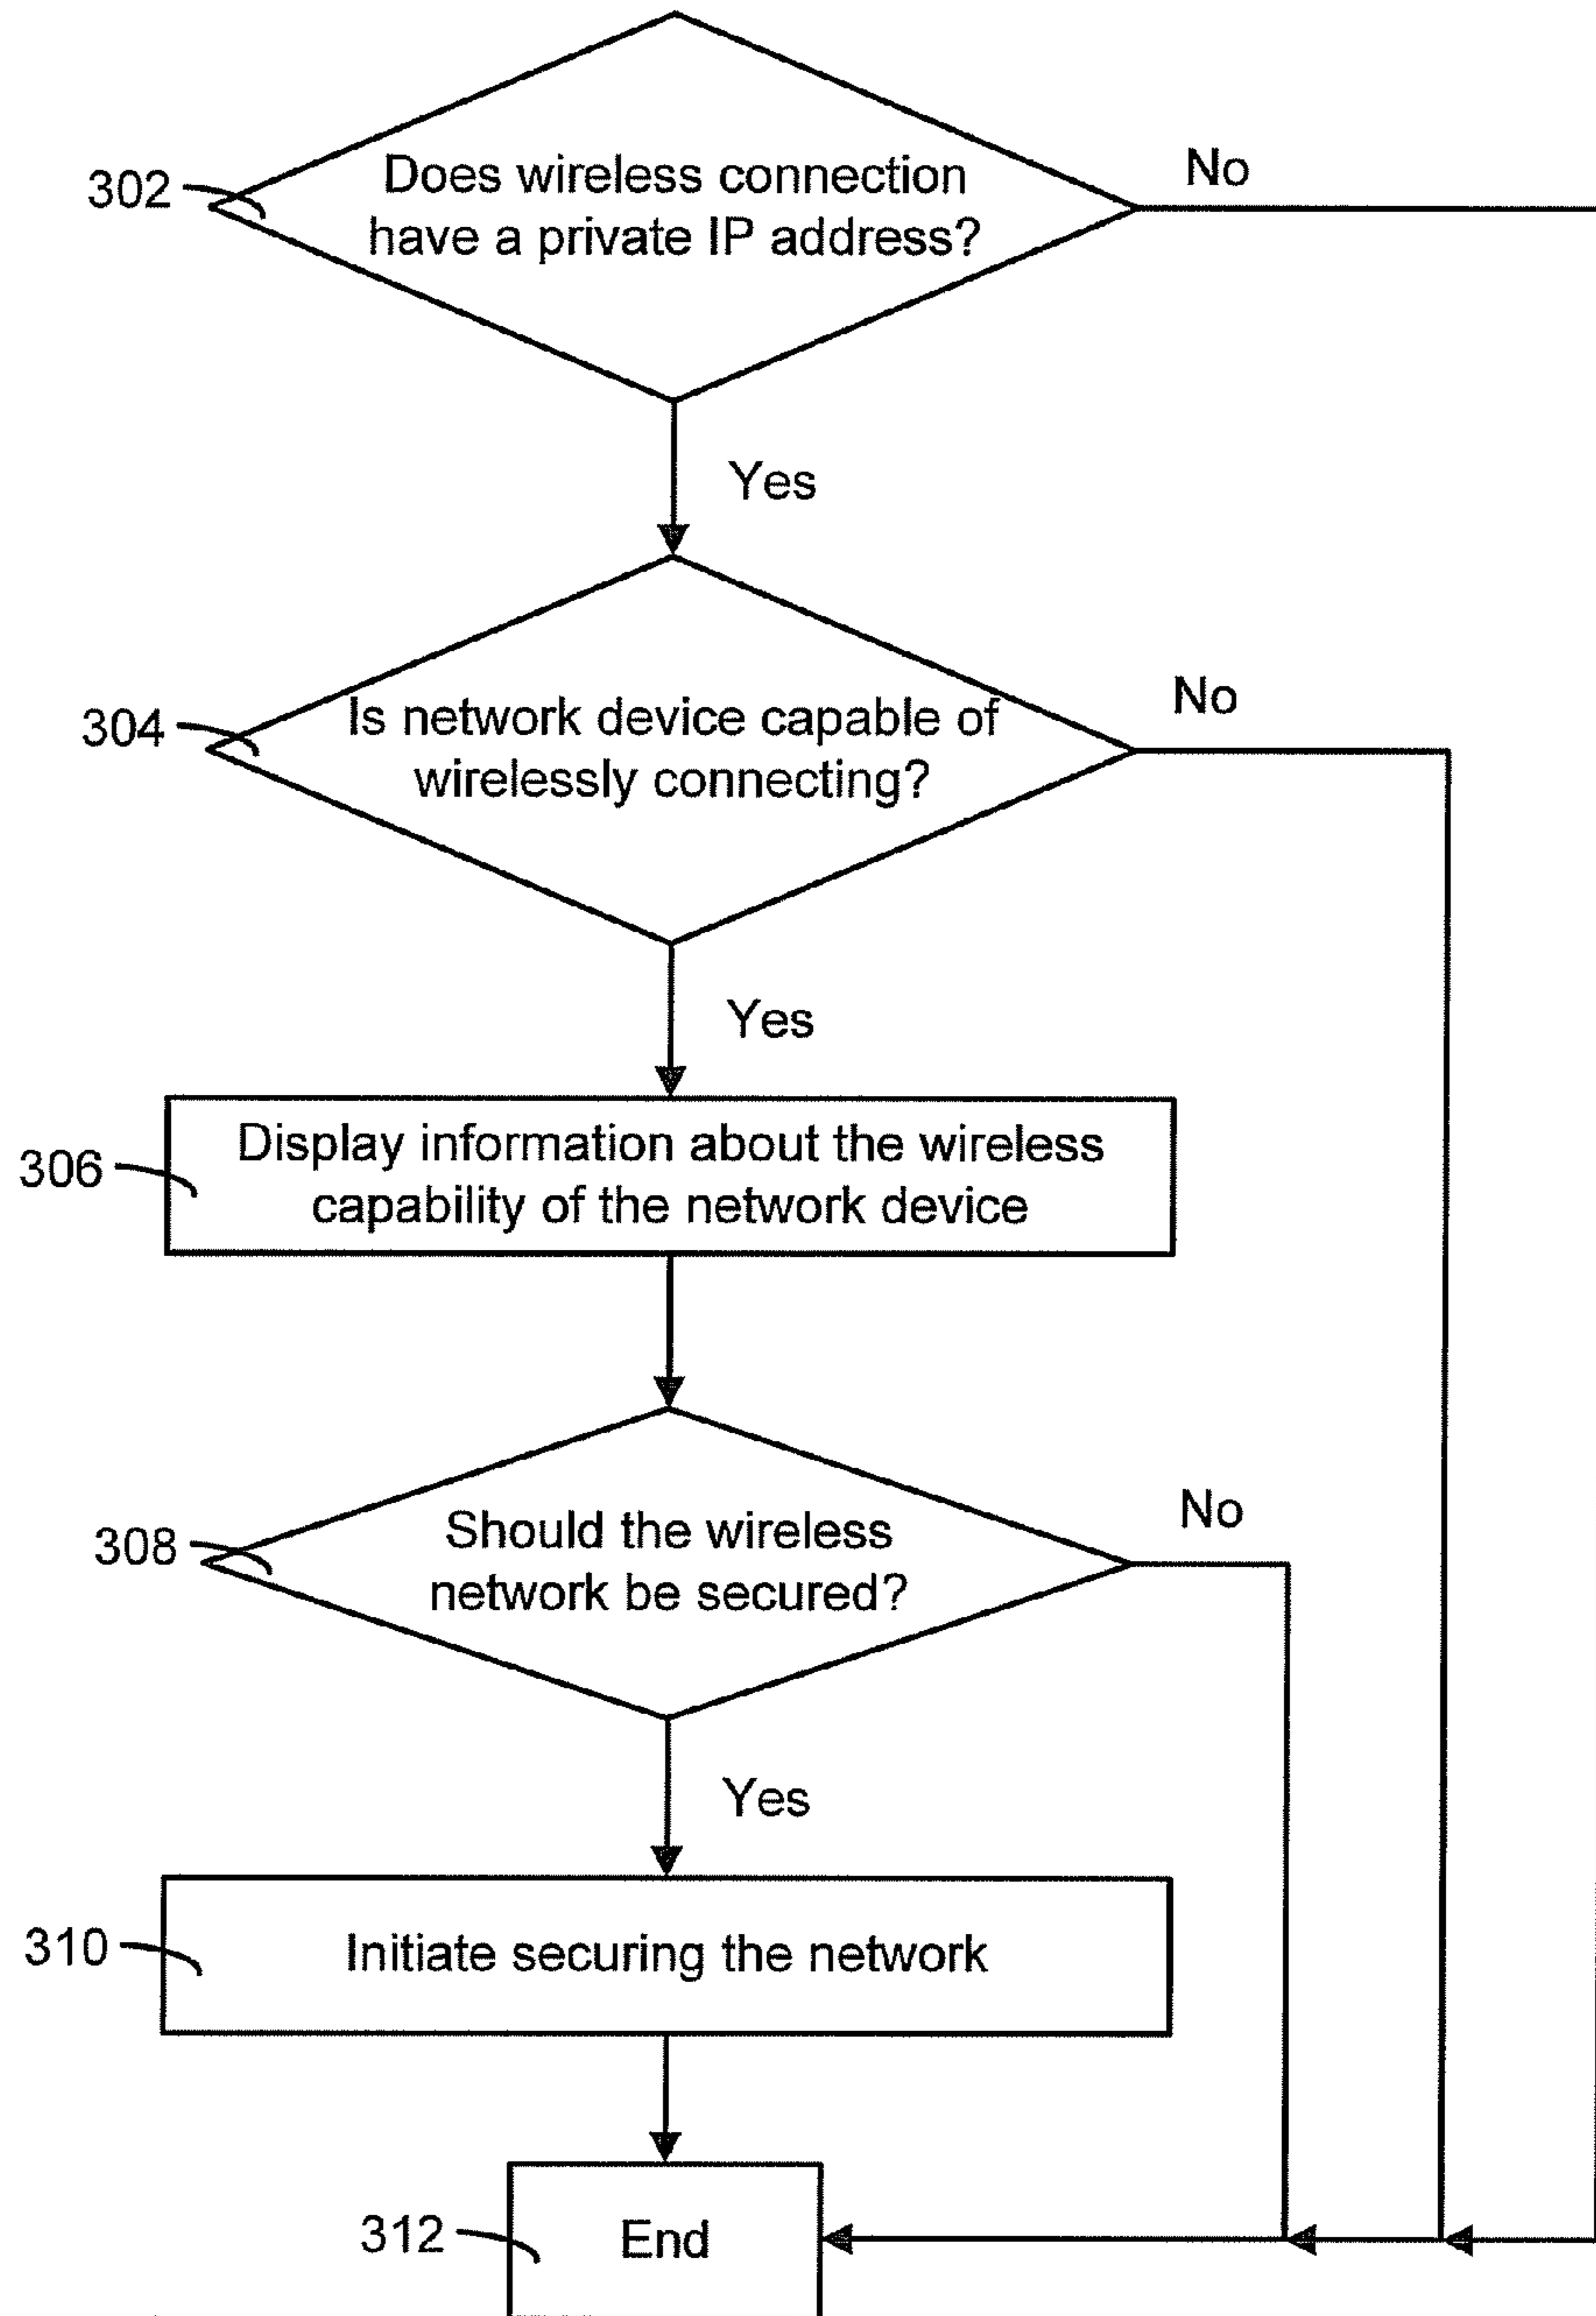 302
Does wireless connection
have a private IP address?
No
Yes
304
Is network device capable of
wirelessly connecting?
No
Yes
306
Display information about the wireless
capability of the network device
308
Should the wireless
network be secured?
No
Yes
310
Initiate securing the network
312
End